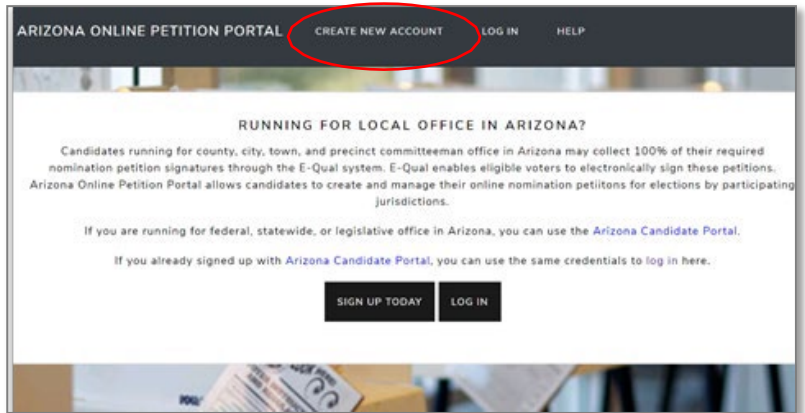 ARIZONA ONLINE PETITION PORTAL CREATE NEW ACCOUNT LOG IN HELP
RUNNING FOR LOCAL OFFICE IN ARIZONA?
Candidates running for county, city, town, and precinct committeeman office in Arizona may collect 100% of their required
nomination petition signatures through the E-Qual system. E-Qual enables eligible voters to electronically sign these petitions.
Arizona Online Petition Portal allows candidates to create and manage their online nomination petiitons for elections by participating
jurisdictions.
If you are running for federal, statewide, or legislative office in Arizona, you can use the Arizona Candidate Portal.
If you already signed up with Arizona Candidate Portal, you can use the same credentials to log in here.
SIGN UP TODAY LOG IN